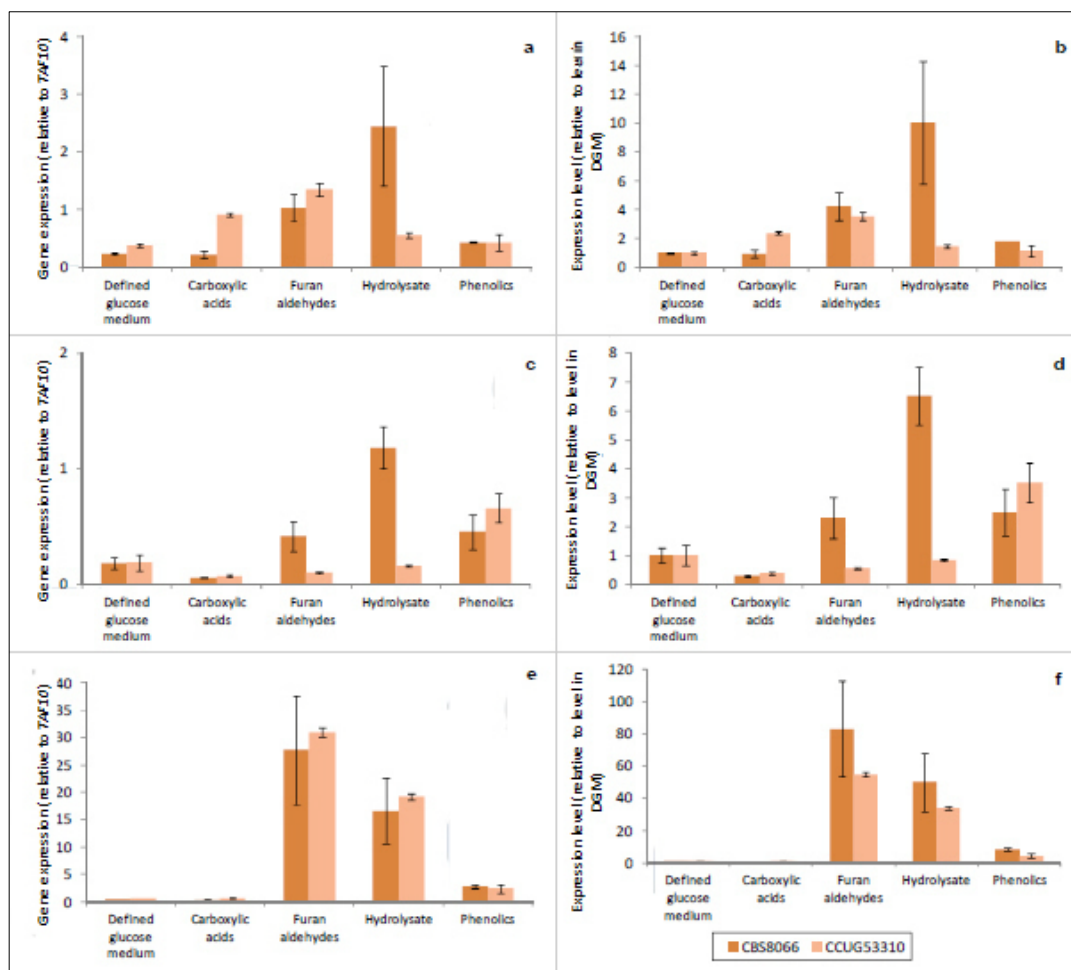 a
Gene expression (relative to TAF10)
4
3
2
1
0
Defined glucose medium
Carboxylic acids
Furan aldehydes
Hydrolysate
Phenolics
b
Expression level (relative to in DGM)
16
14
12
10
8
6
4
2
0
Defined glucose medium
Carboxylic acids
Furan aldehydes
Hydrolysate
Phenolics
c
Gene expression (relative to TAF10)
2
1
0
Defined glucose medium
Carboxylic acids
Furan aldehydes
Hydrolysate
Phenolics
d
Expression level (relative to level in DGM)
8
7
6
5
4
3
2
1
0
Defined glucose medium
Carboxylic acids
Furan aldehydes
Hydrolysate
Phenolics
e
Gene expression (relative to TAF10)
40
35
30
25
20
15
10
5
0
Defined glucose medium
Carboxylic acids
Furan aldehydes
Hydrolysate
Phenolics
f
Expression level (relative to level in DGM)
120
100
80
60
40
20
0
Defined glucose medium
Carboxylic acids
Furan aldehydes
Hydrolysate
Phenolics
CBS8066
CCUG53310